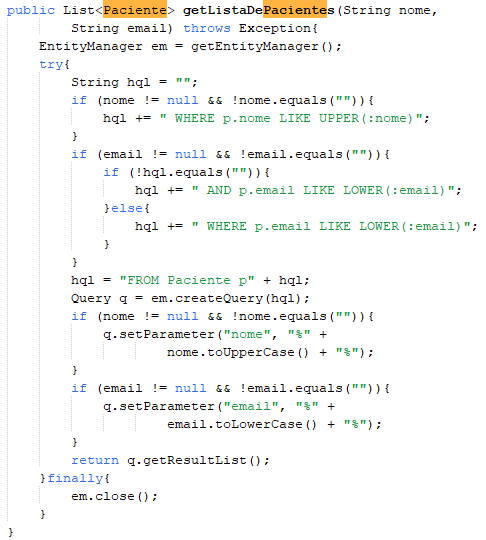 public List<Paciente> getListaDePacientes(String nome,
        String email) throws Exception{
    EntityManager em = getEntityManager();
    try{
        String hql = "";
        if (nome != null && !nome.equals("")){
            hql += " WHERE p.nome LIKE UPPER(:nome)";
        }
        if (email != null && !email.equals("")){
            if (!hql.equals("")){
                hql += " AND p.email LIKE LOWER(:email)";
            }else{
                hql += " WHERE p.email LIKE LOWER(:email)";
            }
        }
        hql = "FROM Paciente p" + hql;
        Query q = em.createQuery(hql);
        if (nome != null && !nome.equals("")){
            q.setParameter("nome", "%" +
                    nome.toUpperCase() + "%");
        }
        if (email != null && !email.equals("")){
            q.setParameter("email", "%" +
                    email.toLowerCase() + "%");
        }
        return q.getResultList();
    }finally{
        em.close();
    }
}